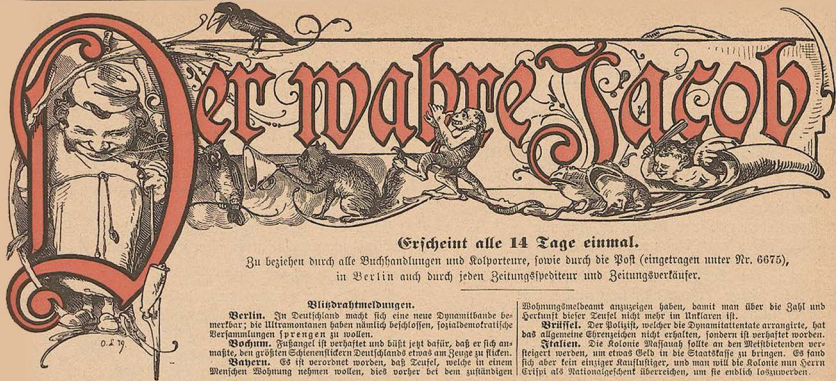 Der wahre Jacob
Erscheint alle 14 Tage einmal.
Zu beziehen durch alle Buchhandlungen und Kolporteure, sowie durch die Post (eingetragen unter Nr. 6675),
in Berlin auch durch jeden Zeitungsspediteur und Zeitungsverkäufer.
Blitzdrahtmeldungen.
Berlin. In Deutschland macht sich eine neue Dynamitbande be-
merkbar; die Ultramontanen haben nämlich beschlossen, sozialdemokratische
Versammlungen sprengen zu wollen.
Bochum. Fußangel ist verhaftet und büßt jetzt dafür, daß er sich an-
maßte, den größten Schienenflickern Deutschlands etwas am Zeuge zu flicken.
Bayern. Es ist verordnet worden, daß Teufel, welche in einem
Menschen Wohnung nehmen wollen, dies vorher bei dem zuständigen
Wohnungsmeldeamt anzuzeigen haben, damit man über die Zahl und
Herkunft dieser Teufel nicht mehr im Unklaren ist.
Brüssel. Der Polizist, welcher die Dynamitattentate arrangirte, hat
das allgemeine Ehrenzeichen nicht erhalten, sondern ist verhaftet worden.
Italien. Die Kolonie Massauah sollte an den Meistbietenden ver-
steigert werden, um etwas Geld in die Staatskasse zu bringen. Es fand
sich aber kein einziger Kauflustiger, und man will die Kolonie nun Herrn
Crispi als Nationalgeschenk überreichen, um sie endlich loszuwerden.